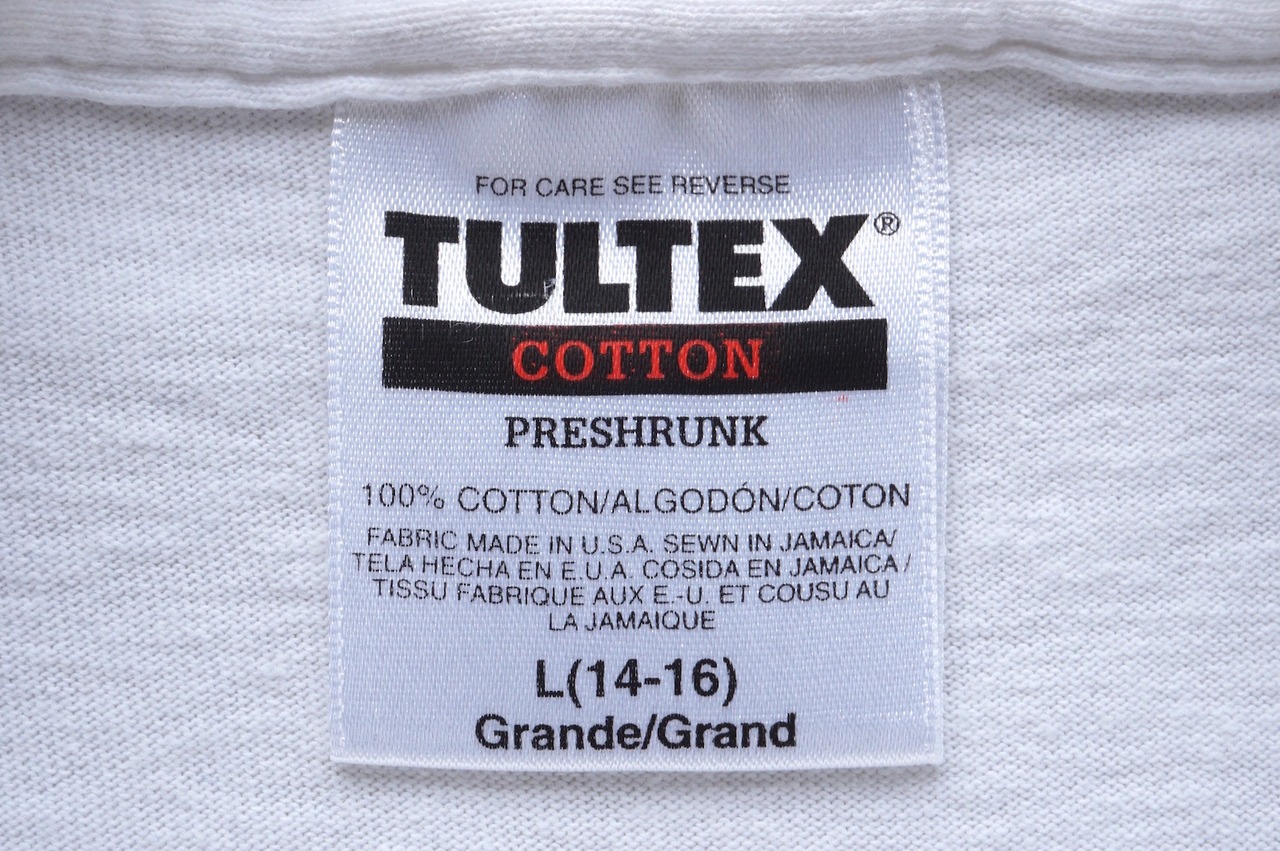 FOR CARE SEE REVERSE
TULTEX®
COTTON
PRESHRUNK
100% COTTON/ALGODÓN/COTON
FABRIC MADE IN U.S.A. SEWN IN JAMAICA/
TELA HECHA EN E.U.A. COSIDA EN JAMAICA /
TISSU FABRIQUE AUX E.-U. ET COUSU AU
LA JAMAIQUE
L(14-16)
Grande/Grand